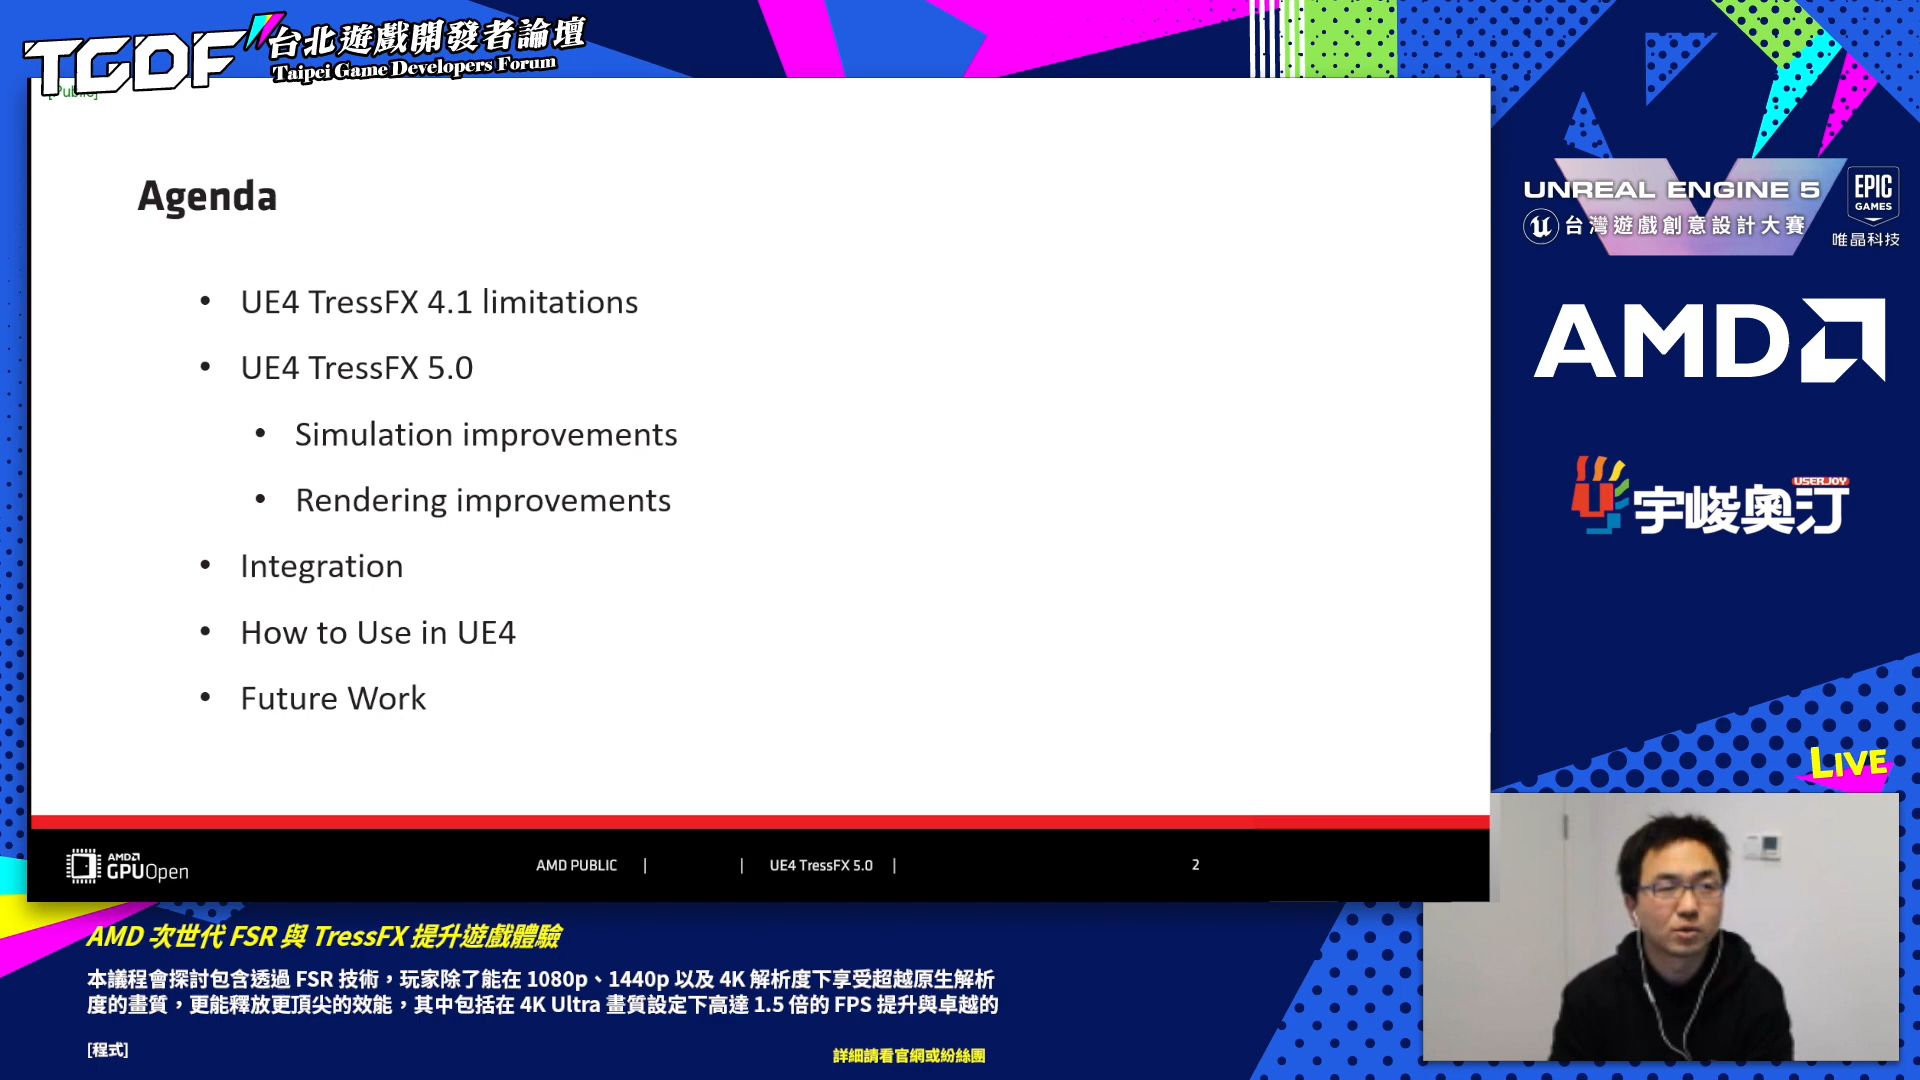 TGDF 台北遊戲開發者論壇
Taipei Game Developers Forum
[Public]
Agenda
• UE4 TressFX 4.1 limitations
• UE4 TressFX 5.0
• Simulation improvements
• Rendering improvements
• Integration
• How to Use in UE4
• Future Work
AMD GPUOpen
AMD PUBLIC | | UE4 TressFX 5.0 | 2
UNREAL ENGINE 5
台灣遊戲創意設計大賽
EPIC GAMES
唯晶科技
AMD
USERJOY
宇峻奧汀
LIVE
AMD 次世代 FSR 與 TressFX 提升遊戲體驗
本議程會探討包含透過 FSR 技術，玩家除了能在 1080p、1440p 以及 4K 解析度下享受超越原生解析
度的畫質，更能釋放更頂尖的效能，其中包括在 4K Ultra 畫質設定下高達 1.5 倍的 FPS 提升與卓越的
[程式]
詳細請看官網或紛絲團